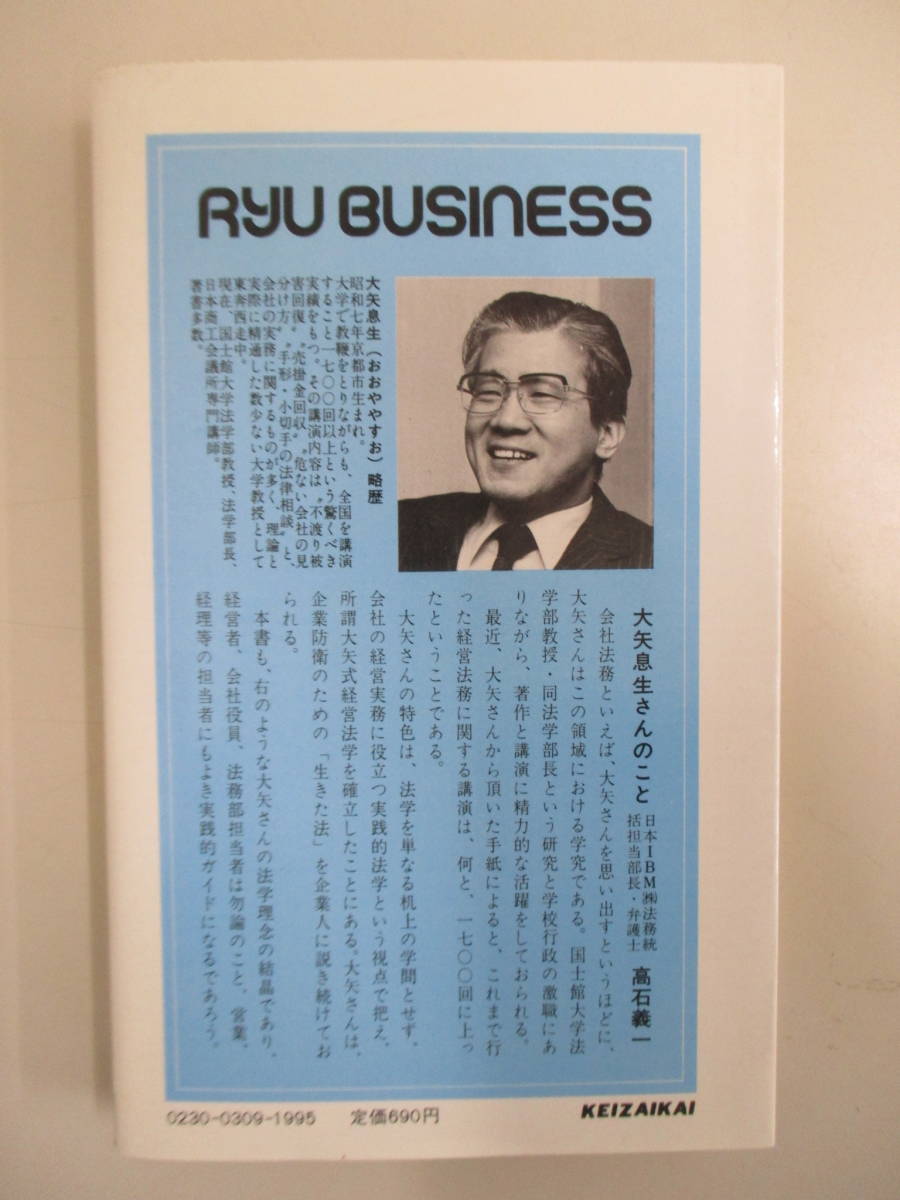 RYU BUSINESS
大矢息生（おおややすお）略歴
昭和七年京都市生まれ。
大学で教鞭をとりながらも、全国を講演
すること一七〇〇回以上という驚くべき
実績をもつ。その講演内容は〝不渡り被
害回復〟〝売掛金回収〟〝危ない会社の見
分け方〟〝手形・小切手の法律相談〟と、
会社の実務に関するものが多く、理論と
実際に精通した数少ない大学教授として
東奔西走中。
現在、国士館大学法学部教授、法学部長、
日本商工会議所専門講師。
著書多数。
大矢息生さんのこと
日本IBM㈱法務統
括担当部長・弁護士
高石義一
会社法務といえば、大矢さんを思い出すというほどに、
大矢さんはこの領域における学究である。国士館大学法
学部教授・同法学部長という研究と学校行政の激職にあ
りながら、著作と講演に精力的な活躍をしておられる。
最近、大矢さんから頂いた手紙によると、これまで行
った経営法務に関する講演は、何と、一七〇〇回に上っ
たということである。
大矢さんの特色は、法学を単なる机上の学問とせず、
会社の経営実務に役立つ実践的法学という視点で把え、
所謂大矢式経営法学を確立したことにある。大矢さんは、
企業防衛のための「生きた法」を企業人に説き続けてお
られる。
本書も、右のような大矢さんの法学理念の結晶であり、
経営者、会社役員、法務部担当者は勿論のこと、営業、
経理等の担当者にもよき実践的ガイドになるであろう。
0230-0309-1995 定価690円
KEIZAIKAI